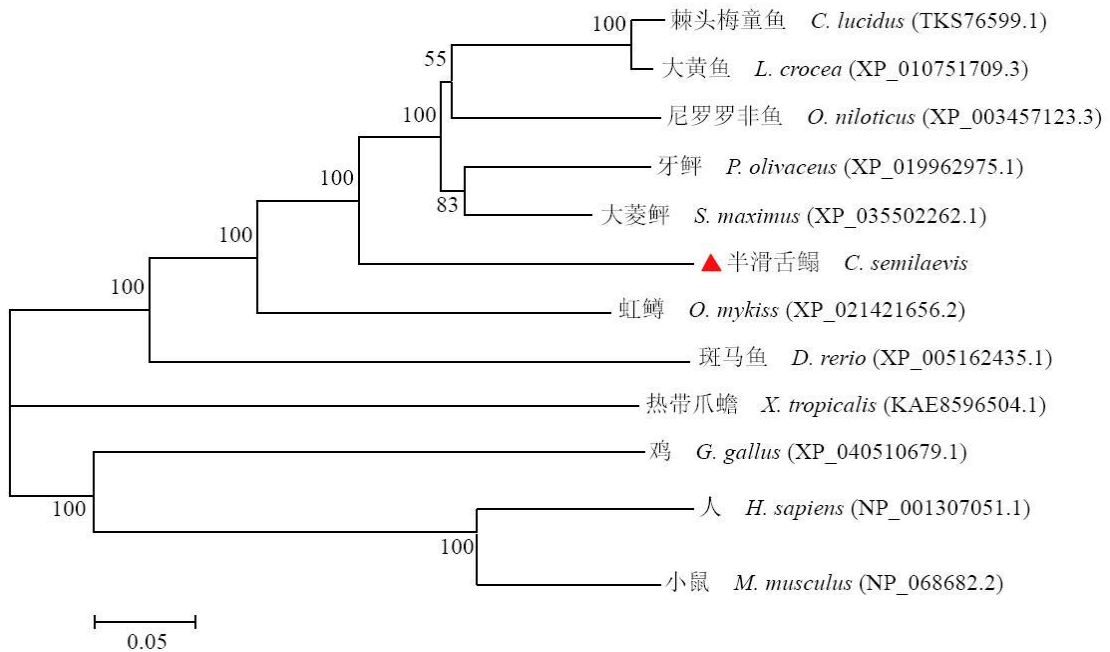 100
棘头梅童鱼 C. lucidus (TKS76599.1)
55
大黄鱼 L. crocea (XP_010751709.3)
100
尼罗罗非鱼 O. niloticus (XP_003457123.3)
100
牙鲆 P. olivaceus (XP_019962975.1)
83
大菱鲆 S. maximus (XP_035502262.1)
100
半滑舌鳎 C. semilaevis
100
虹鳟 O. mykiss (XP_021421656.2)
斑马鱼 D. rerio (XP_005162435.1)
热带爪蟾 X. tropicalis (KAE8596504.1)
鸡 G. gallus (XP_040510679.1)
100
人 H. sapiens (NP_001307051.1)
100
小鼠 M. musculus (NP_068682.2)
0.05